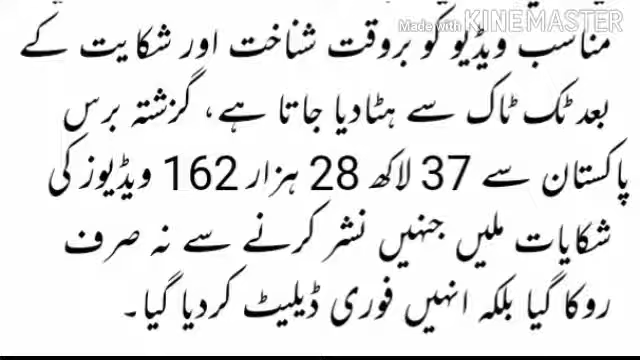 Made with KINEMASTER
مناسب ویڈیو کو بروقت شناخت اور شکایت کے
بعد ٹک ٹاک سے ہٹادیا جاتا ہے، گزشتہ برس
پاکستان سے 37 لاکھ 28 ہزار 162 ویڈیوز کی
شکایات ملیں جنہیں نشر کرنے سے نہ صرف
روکا گیا بلکہ انہیں فوری ڈیلیٹ کردیا گیا۔